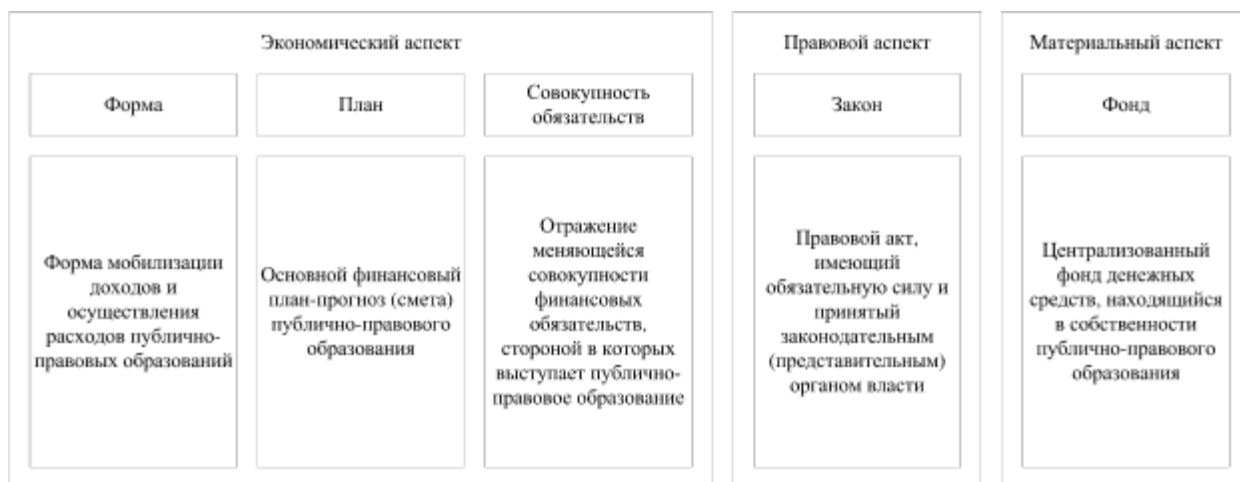 Экономический аспект
Форма
План
Совокупность
обязательств
Форма мобилизации
доходов и
осуществления
расходов публично-
правовых образований
Основной финансовый
план-прогноз (смета)
публично-правового
образования
Отражение
меняющейся
совокупности
финансовых
обязательств,
стороной в которых
выступает публично-
правовое образование
Правовой аспект
Закон
Правовой акт,
имеющий
обязательную силу и
принятый
законодательным
(представительным)
органом власти
Материальный аспект
Фонд
Централизованный
фонд денежных
средств, находящийся
в собственности
публично-правового
образования